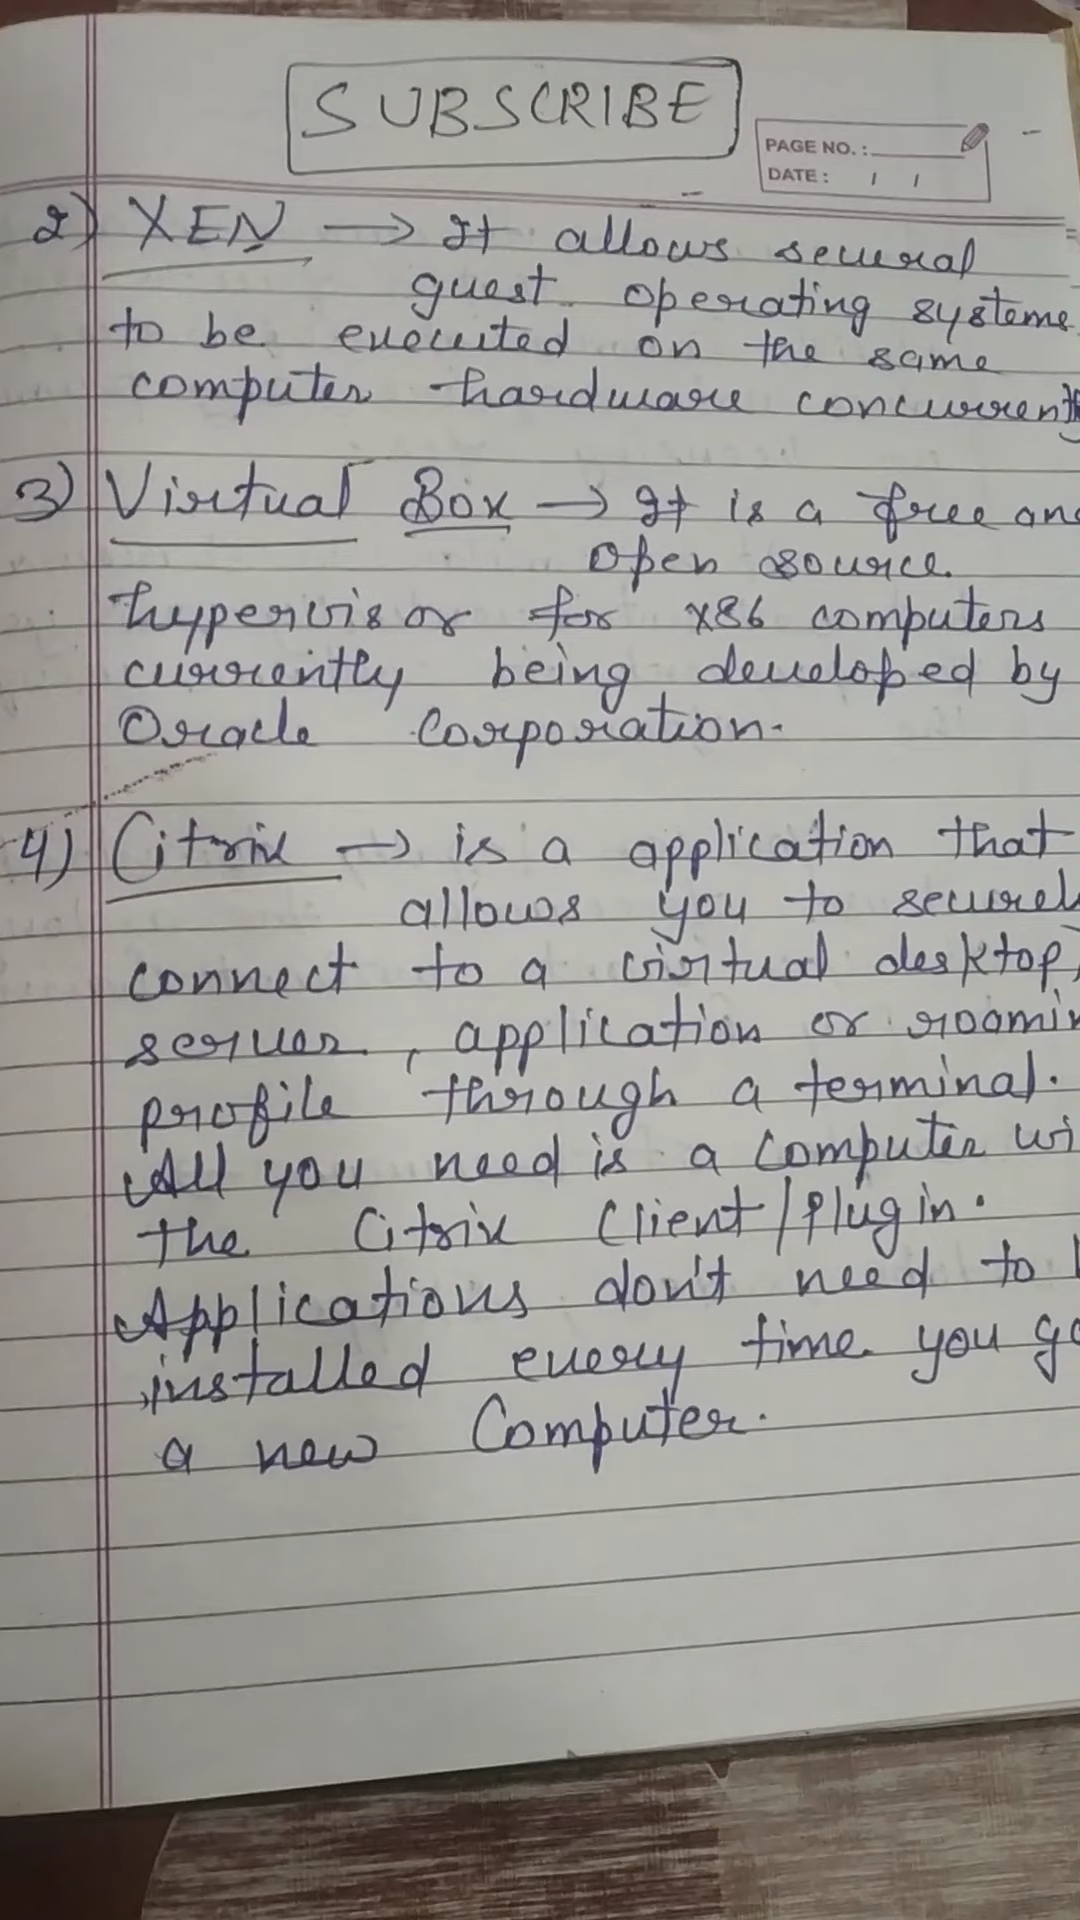 SUBSCRIBE
PAGE NO. :
DATE : / /
2) XEN → It allows several
guest operating systems
to be executed on the same
computer hardware concurrently
3) Virtual Box → It is a free an
open source
hypervisor for x86 computers
currently being developed by
Oracle Corporation.
4) Citrix → is a application that
allows you to securel
connect to a virtual desktop,
server, application or roamin
profile through a terminal.
All you need is a computer wi
the Citrix Client/Plugin.
Applications don't need to b
installed every time you go
a new Computer.